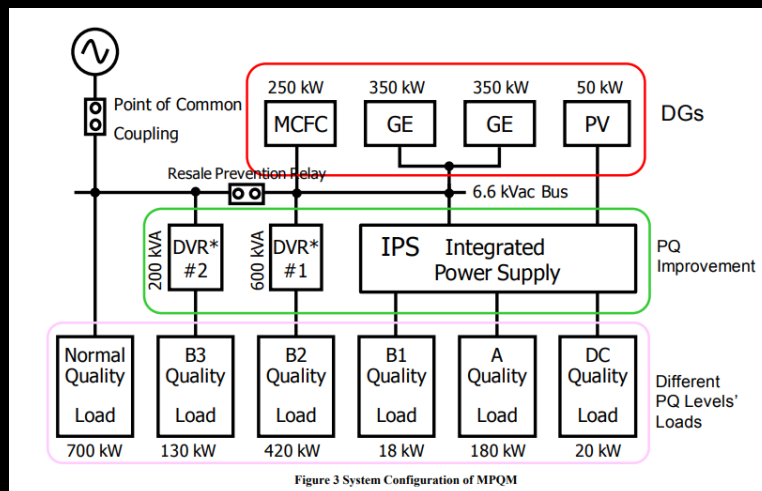 250 kW
350 kW
350 kW
50 kW
Point of Common
Coupling
MCFC
GE
GE
PV
DGs
Resale Prevention Relay
6.6 kVac Bus
200 kVA
DVR*
#2
600 kVA
DVR*
#1
IPS Integrated
Power Supply
PQ
Improvement
Normal
Quality
Load
B3
Quality
Load
B2
Quality
Load
B1
Quality
Load
A
Quality
Load
DC
Quality
Load
Different
PQ Levels'
Loads
700 kW
130 kW
420 kW
18 kW
180 kW
20 kW
Figure 3 System Configuration of MPQM